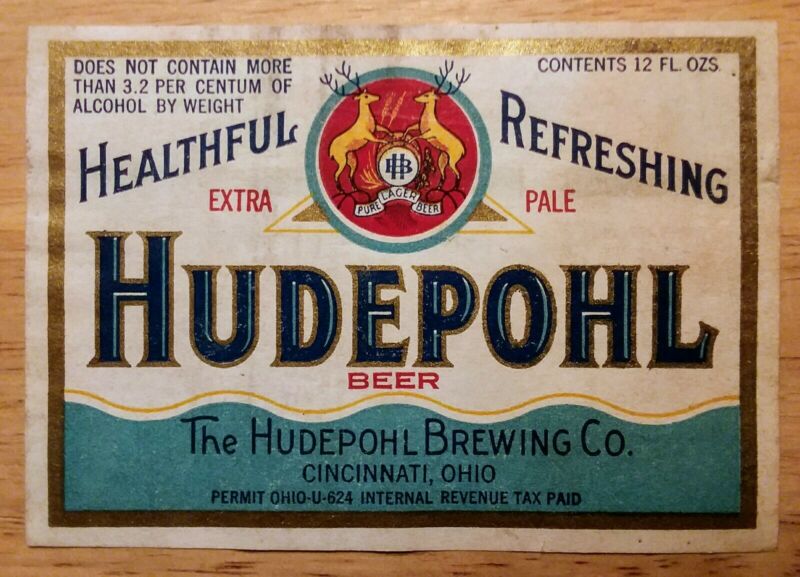 DOES NOT CONTAIN MORE
THAN 3.2 PER CENTUM OF
ALCOHOL BY WEIGHT
CONTENTS 12 FL. OZS.
HEALTHFUL
REFRESHING
HB
PURE LAGER BEER
EXTRA PALE
HUDEPOHL
BEER
The HUDEPOHL BREWING CO.
CINCINNATI, OHIO
PERMIT OHIO-U-624 INTERNAL REVENUE TAX PAID